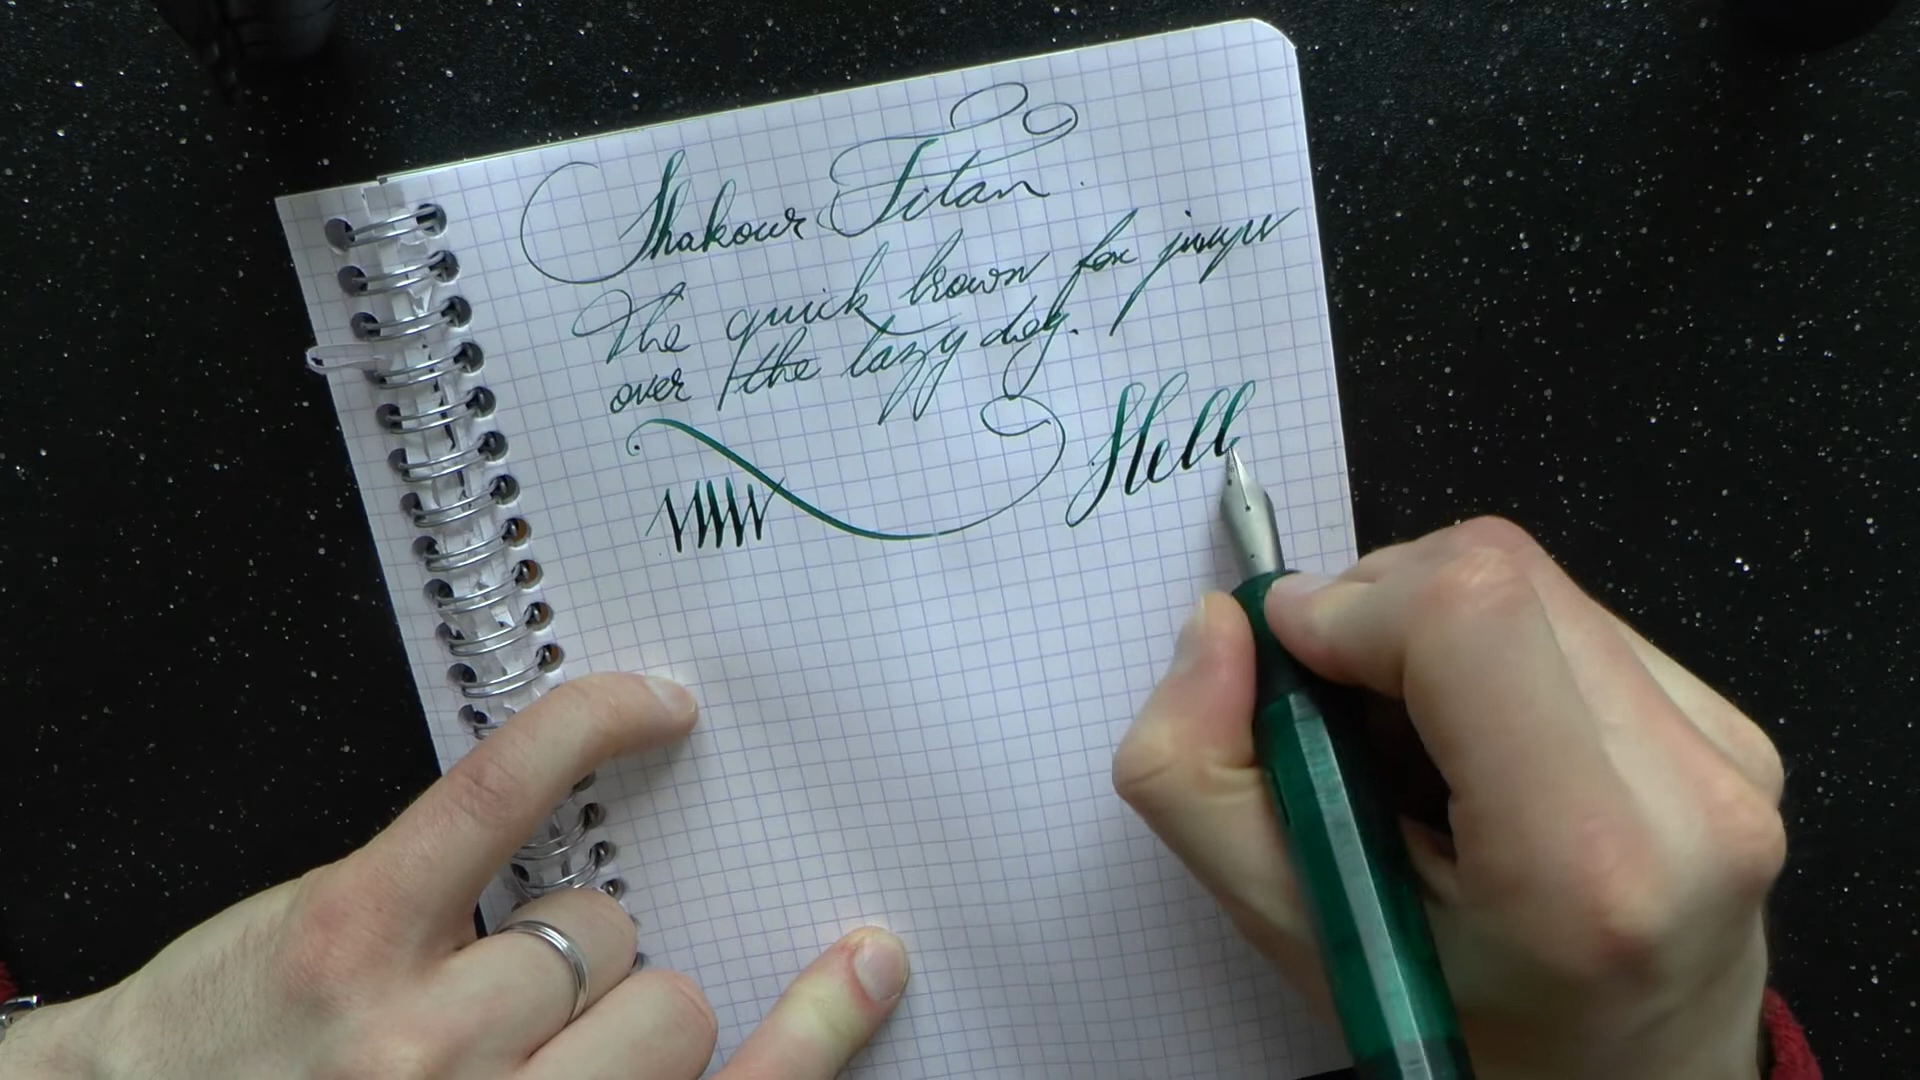 Shakour Titan.
The quick brown fox jumps
over the lazy dog.
Hell